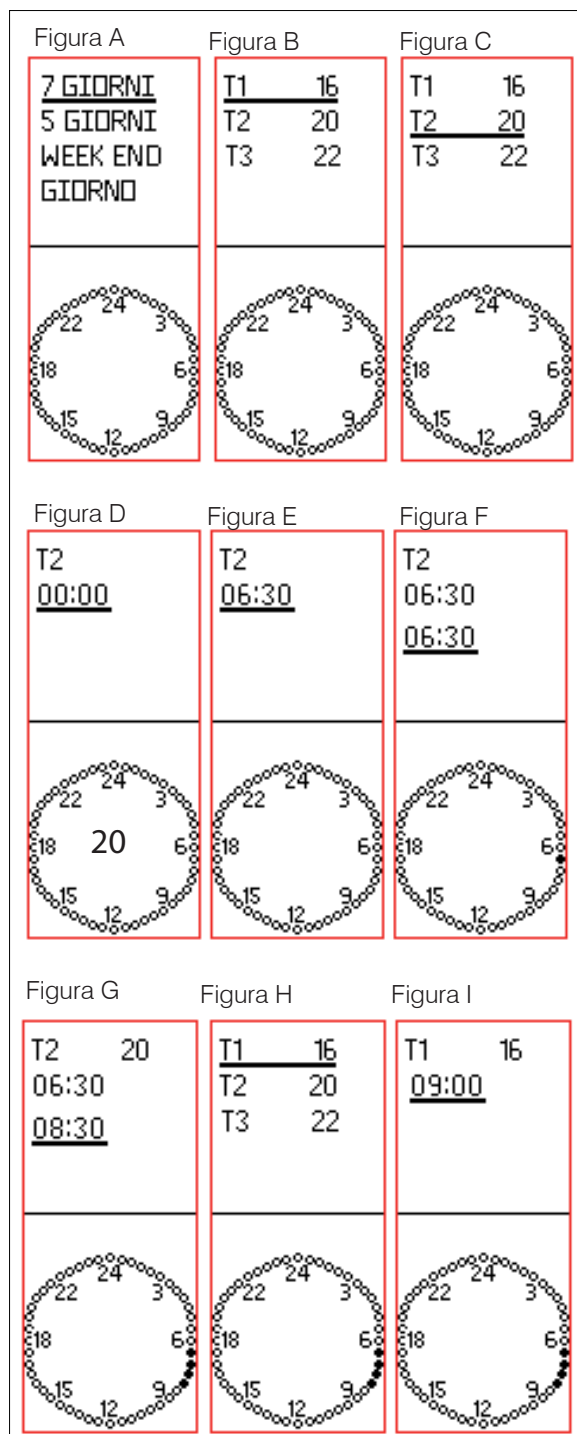 Figura A
7 GIORNI
5 GIORNI
WEEK END
GIORNO
24
22 3
18 6
15 9
12
Figura B
T1 16
T2 20
T3 22
24
22 3
18 6
15 9
12
Figura C
T1 16
T2 20
T3 22
24
22 3
18 6
15 9
12
Figura D
T2
00:00
24
22 3
18 20 6
15 9
12
Figura E
T2
06:30
24
22 3
18 6
15 9
12
Figura F
T2
06:30
06:30
24
22 3
18 6
15 9
12
Figura G
T2 20
06:30
08:30
24
22 3
18 6
15 9
12
Figura H
T1 16
T2 20
T3 22
24
22 3
18 6
15 9
12
Figura I
T1 16
09:00
24
22 3
18 6
15 9
12